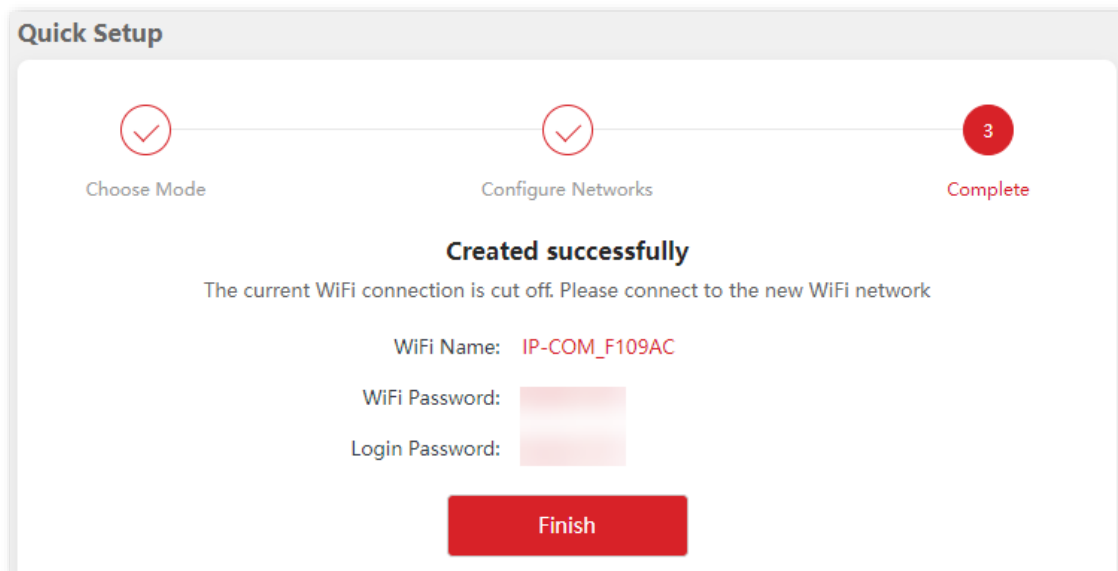 Quick Setup
3
Choose Mode
Configure Networks
Complete
Created successfully
The current WiFi connection is cut off. Please connect to the new WiFi network
WiFi Name: IP-COM_F109AC
WiFi Password:
Login Password:
Finish